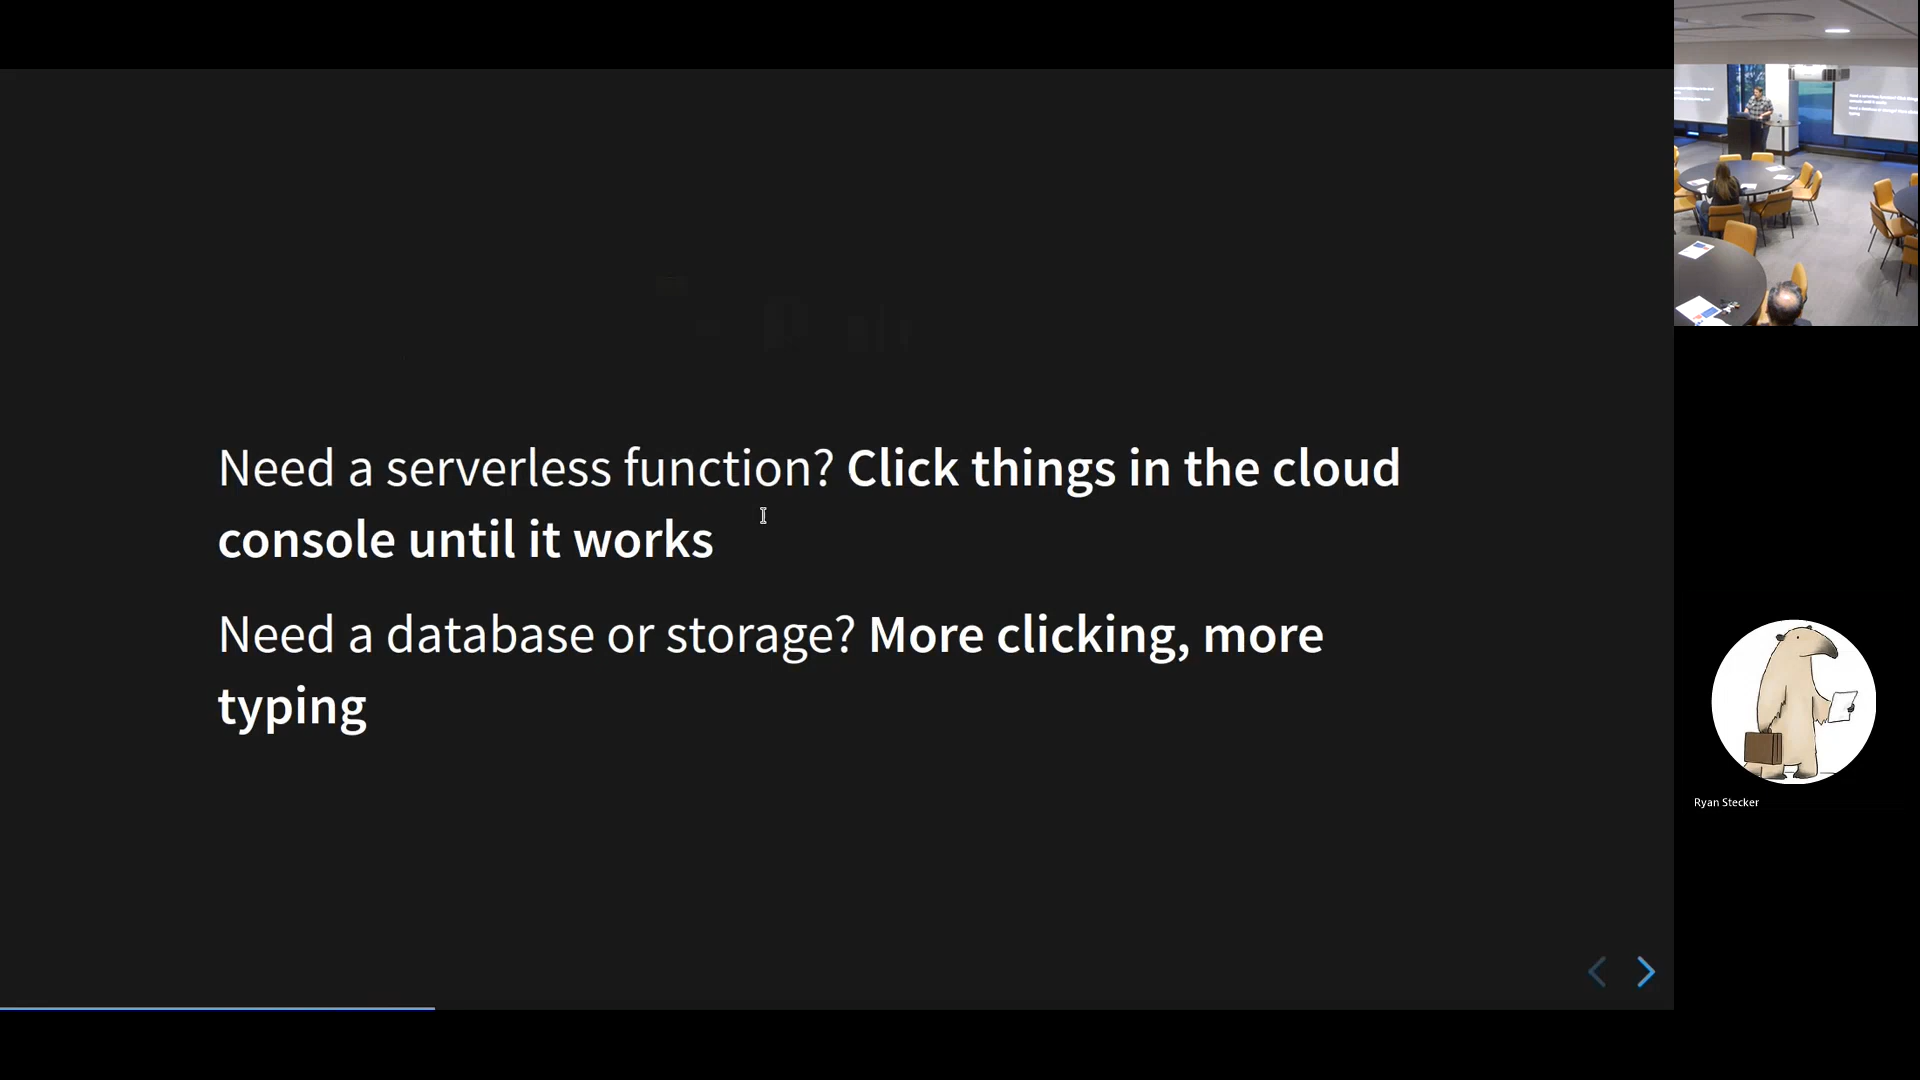 Need a serverless function? Click things in the cloud
console until it works
Need a database or storage? More clicking, more
typing
Ryan Stecker